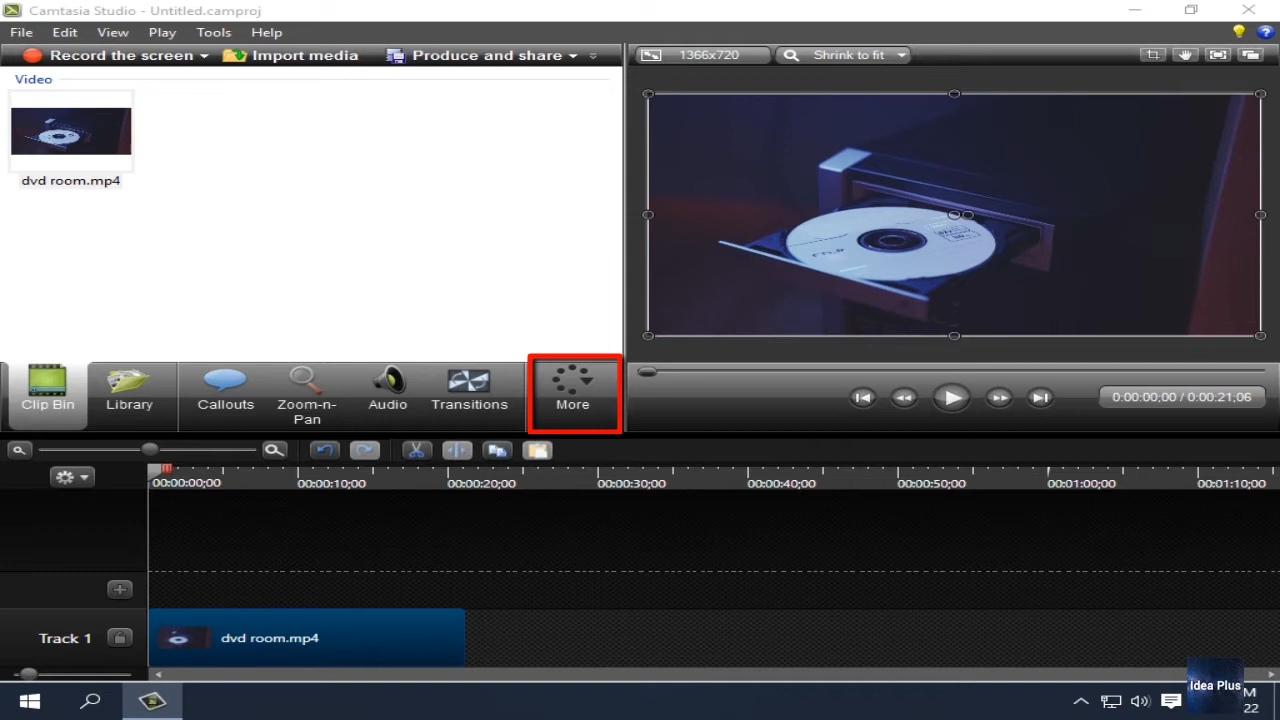 Camtasia Studio - Untitled.camproj
File Edit View Play Tools Help
Record the screen Import media Produce and share
1366x720 Shrink to fit
Video
dvd room.mp4
Clip Bin Library Callouts Zoom-n-Pan Audio Transitions More
0:00:00;00 / 0:00:21;06
00:00:00;00 00:00:10;00 00:00:20;00 00:00:30;00 00:00:40;00 00:00:50;00 00:01:00;00 00:01:10;00
Track 1 dvd room.mp4
Idea Plus
M
22